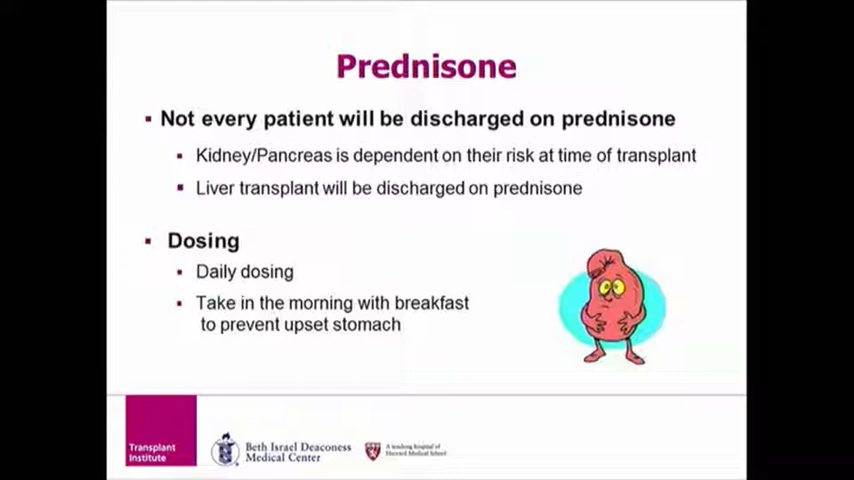 Prednisone
Not every patient will be discharged on prednisone
Kidney/Pancreas is dependent on their risk at time of transplant
Liver transplant will be discharged on prednisone
Dosing
Daily dosing
Take in the morning with breakfast
to prevent upset stomach
Transplant
Institute
Beth Israel Deaconess
Medical Center
A teaching hospital of
Harvard Medical School